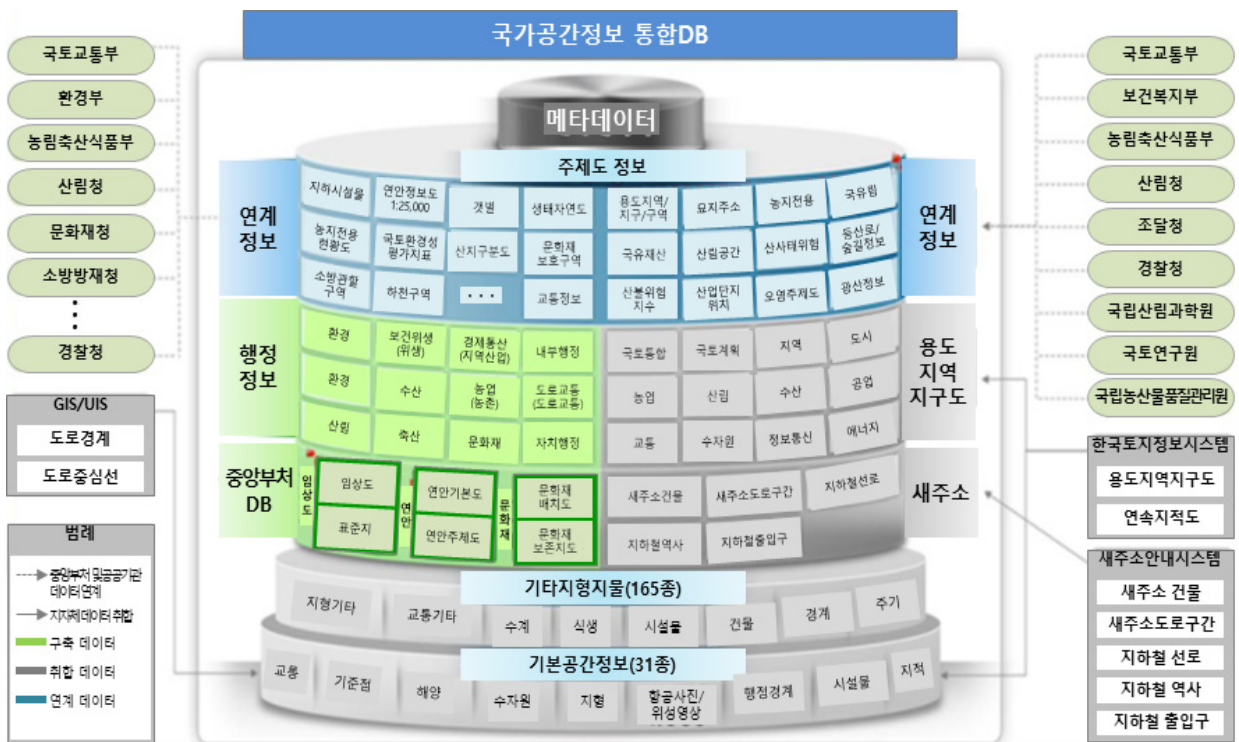 국가공간정보 통합DB
국토교통부
환경부
농림축산식품부
산림청
문화재청
소방방재청
⋮
경찰청
GIS/UIS
도로경계
도로중심선
범례
중앙부처 및공공기관
데이터연계
지자체 데이터 취합
구축 데이터
취합 데이터
연계 데이터
메타데이터
주제도 정보
연계
정보
지하시설물
연안정보도
1:25,000
갯벌
생태자연도
용도지역/
지구/구역
묘지주소
농지전용
국유림
농지전용
현황도
국토환경성
평가지표
산지구분도
문화재
보호구역
국유재산
산림공간
산사태위험
등산로/
숲길정보
소방관할
구역
하천구역
• • •
교통정보
산불위험
지수
산업단지
위치
오염주제도
광산정보
연계
정보
행정
정보
환경
보건위생
(위생)
경제통산
(지역산업)
내부행정
국토통합
국토계획
지역
도시
환경
수산
농업
(농촌)
도로교통
(도로교통)
농업
산림
수산
공업
산림
축산
문화재
자치행정
교통
수자원
정보통신
에너지
용도
지역
지구도
중앙부처
DB
임상도
임상도
표준지
연안
연안기본도
연안주제도
문화재
문화재
배치도
문화재
보존지도
새주소건물
새주소도로구간
지하철선로
지하철역사
지하철출입구
새주소
기타지형지물(165종)
지형기타
교통기타
수계
식생
시설물
건물
경계
주기
기본공간정보(31종)
교통
기준점
해양
수자원
지형
항공사진/
위성영상
행점경계
시설물
지적
국토교통부
보건복지부
농림축산식품부
산림청
조달청
경찰청
국립산림과학원
국토연구원
국립농산물품질관리원
한국토지정보시스템
용도지역지구도
연속지적도
새주소안내시스템
새주소 건물
새주소도로구간
지하철 선로
지하철 역사
지하철 출입구